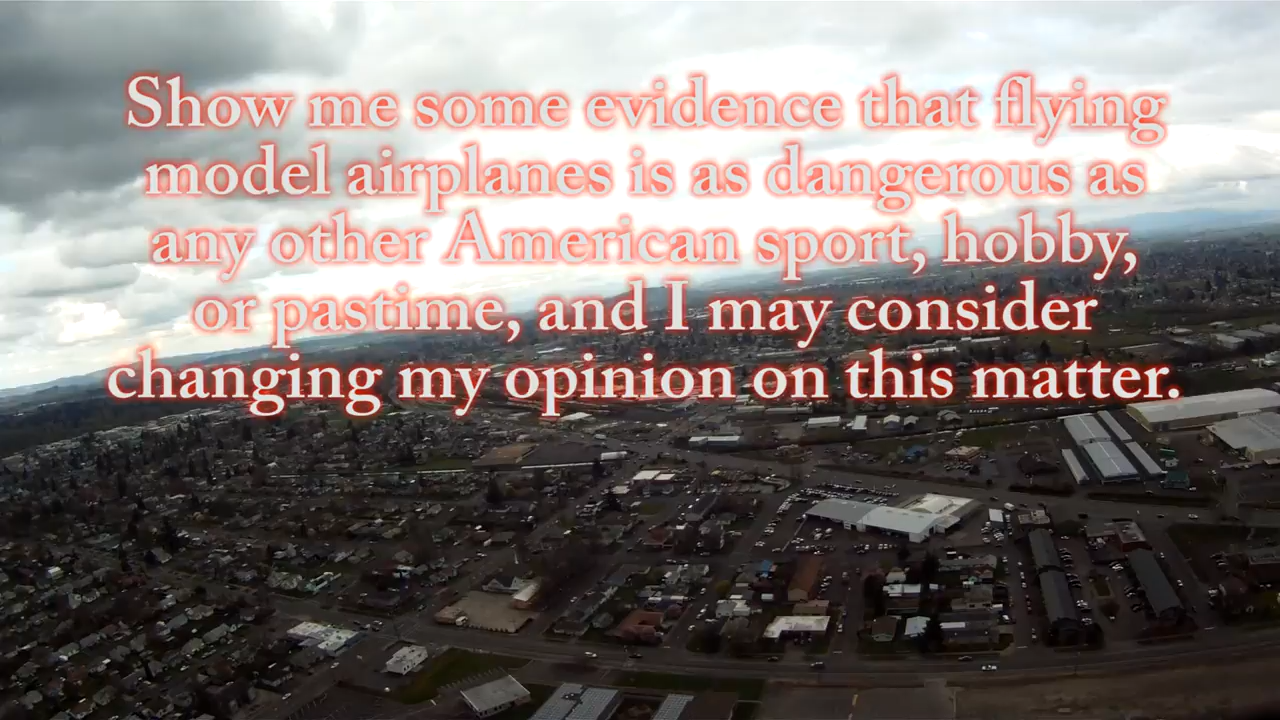 Show me some evidence that flying
model airplanes is as dangerous as
any other American sport, hobby,
or pastime, and I may consider
changing my opinion on this matter.